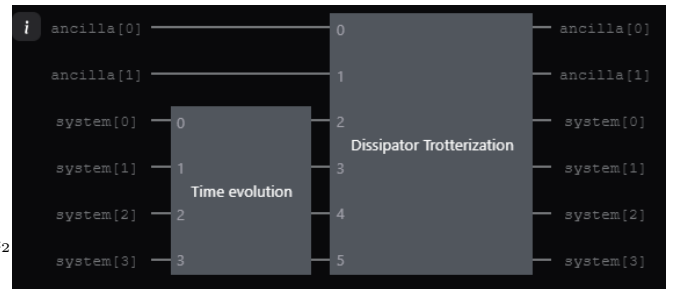 i ancilla[0] 0 ancilla[0]
ancilla[1] 1 ancilla[1]
system[0] 0 2 system[0]
Dissipator Trotterization
system[1] 1 3 system[1]
Time evolution
system[2] 2 4 system[2]
2
system[3] 3 5 system[3]